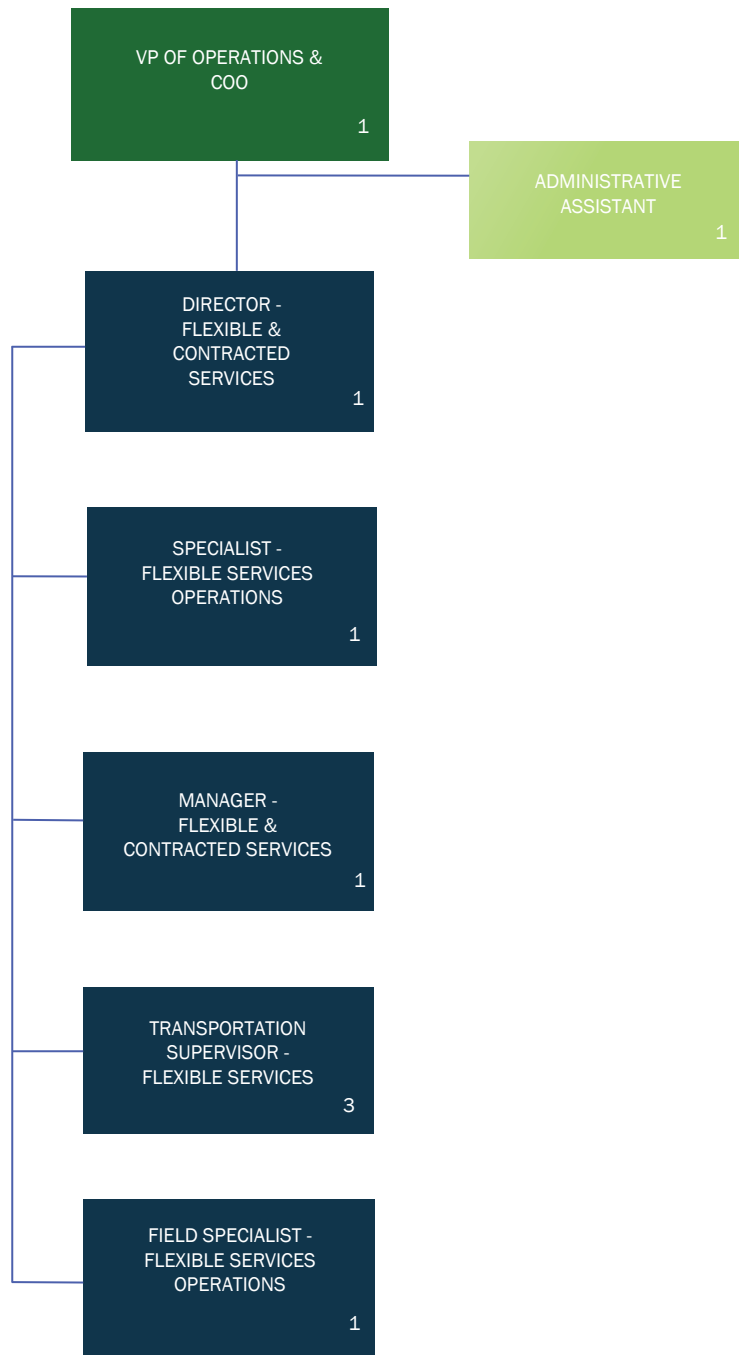 VP OF OPERATIONS &
COO
1
ADMINISTRATIVE
ASSISTANT
1
DIRECTOR -
FLEXIBLE &
CONTRACTED
SERVICES
1
SPECIALIST -
FLEXIBLE SERVICES
OPERATIONS
1
MANAGER -
FLEXIBLE &
CONTRACTED SERVICES
1
TRANSPORTATION
SUPERVISOR -
FLEXIBLE SERVICES
3
FIELD SPECIALIST -
FLEXIBLE SERVICES
OPERATIONS
1